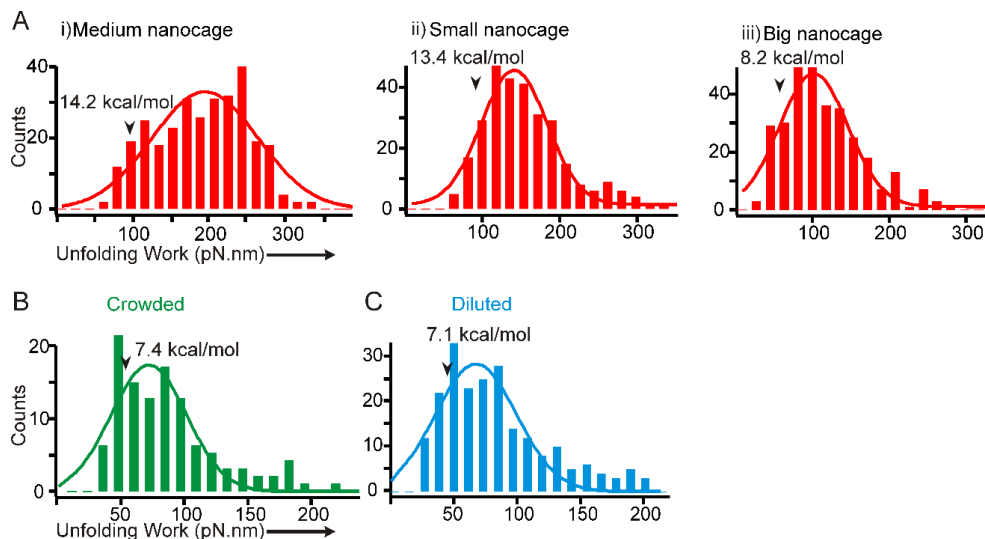 A
i)Medium nanocage
ii) Small nanocage
iii) Big nanocage
14.2 kcal/mol
13.4 kcal/mol
8.2 kcal/mol
Counts
40
20
0
100 200 300
Unfolding Work (pN.nm)
40
20
0
100 200 300
40
20
0
100 200 300
B
Crowded
C
Diluted
7.4 kcal/mol
7.1 kcal/mol
Counts
20
10
0
50 100 150 200
Unfolding Work (pN.nm)
30
20
10
0
50 100 150 200